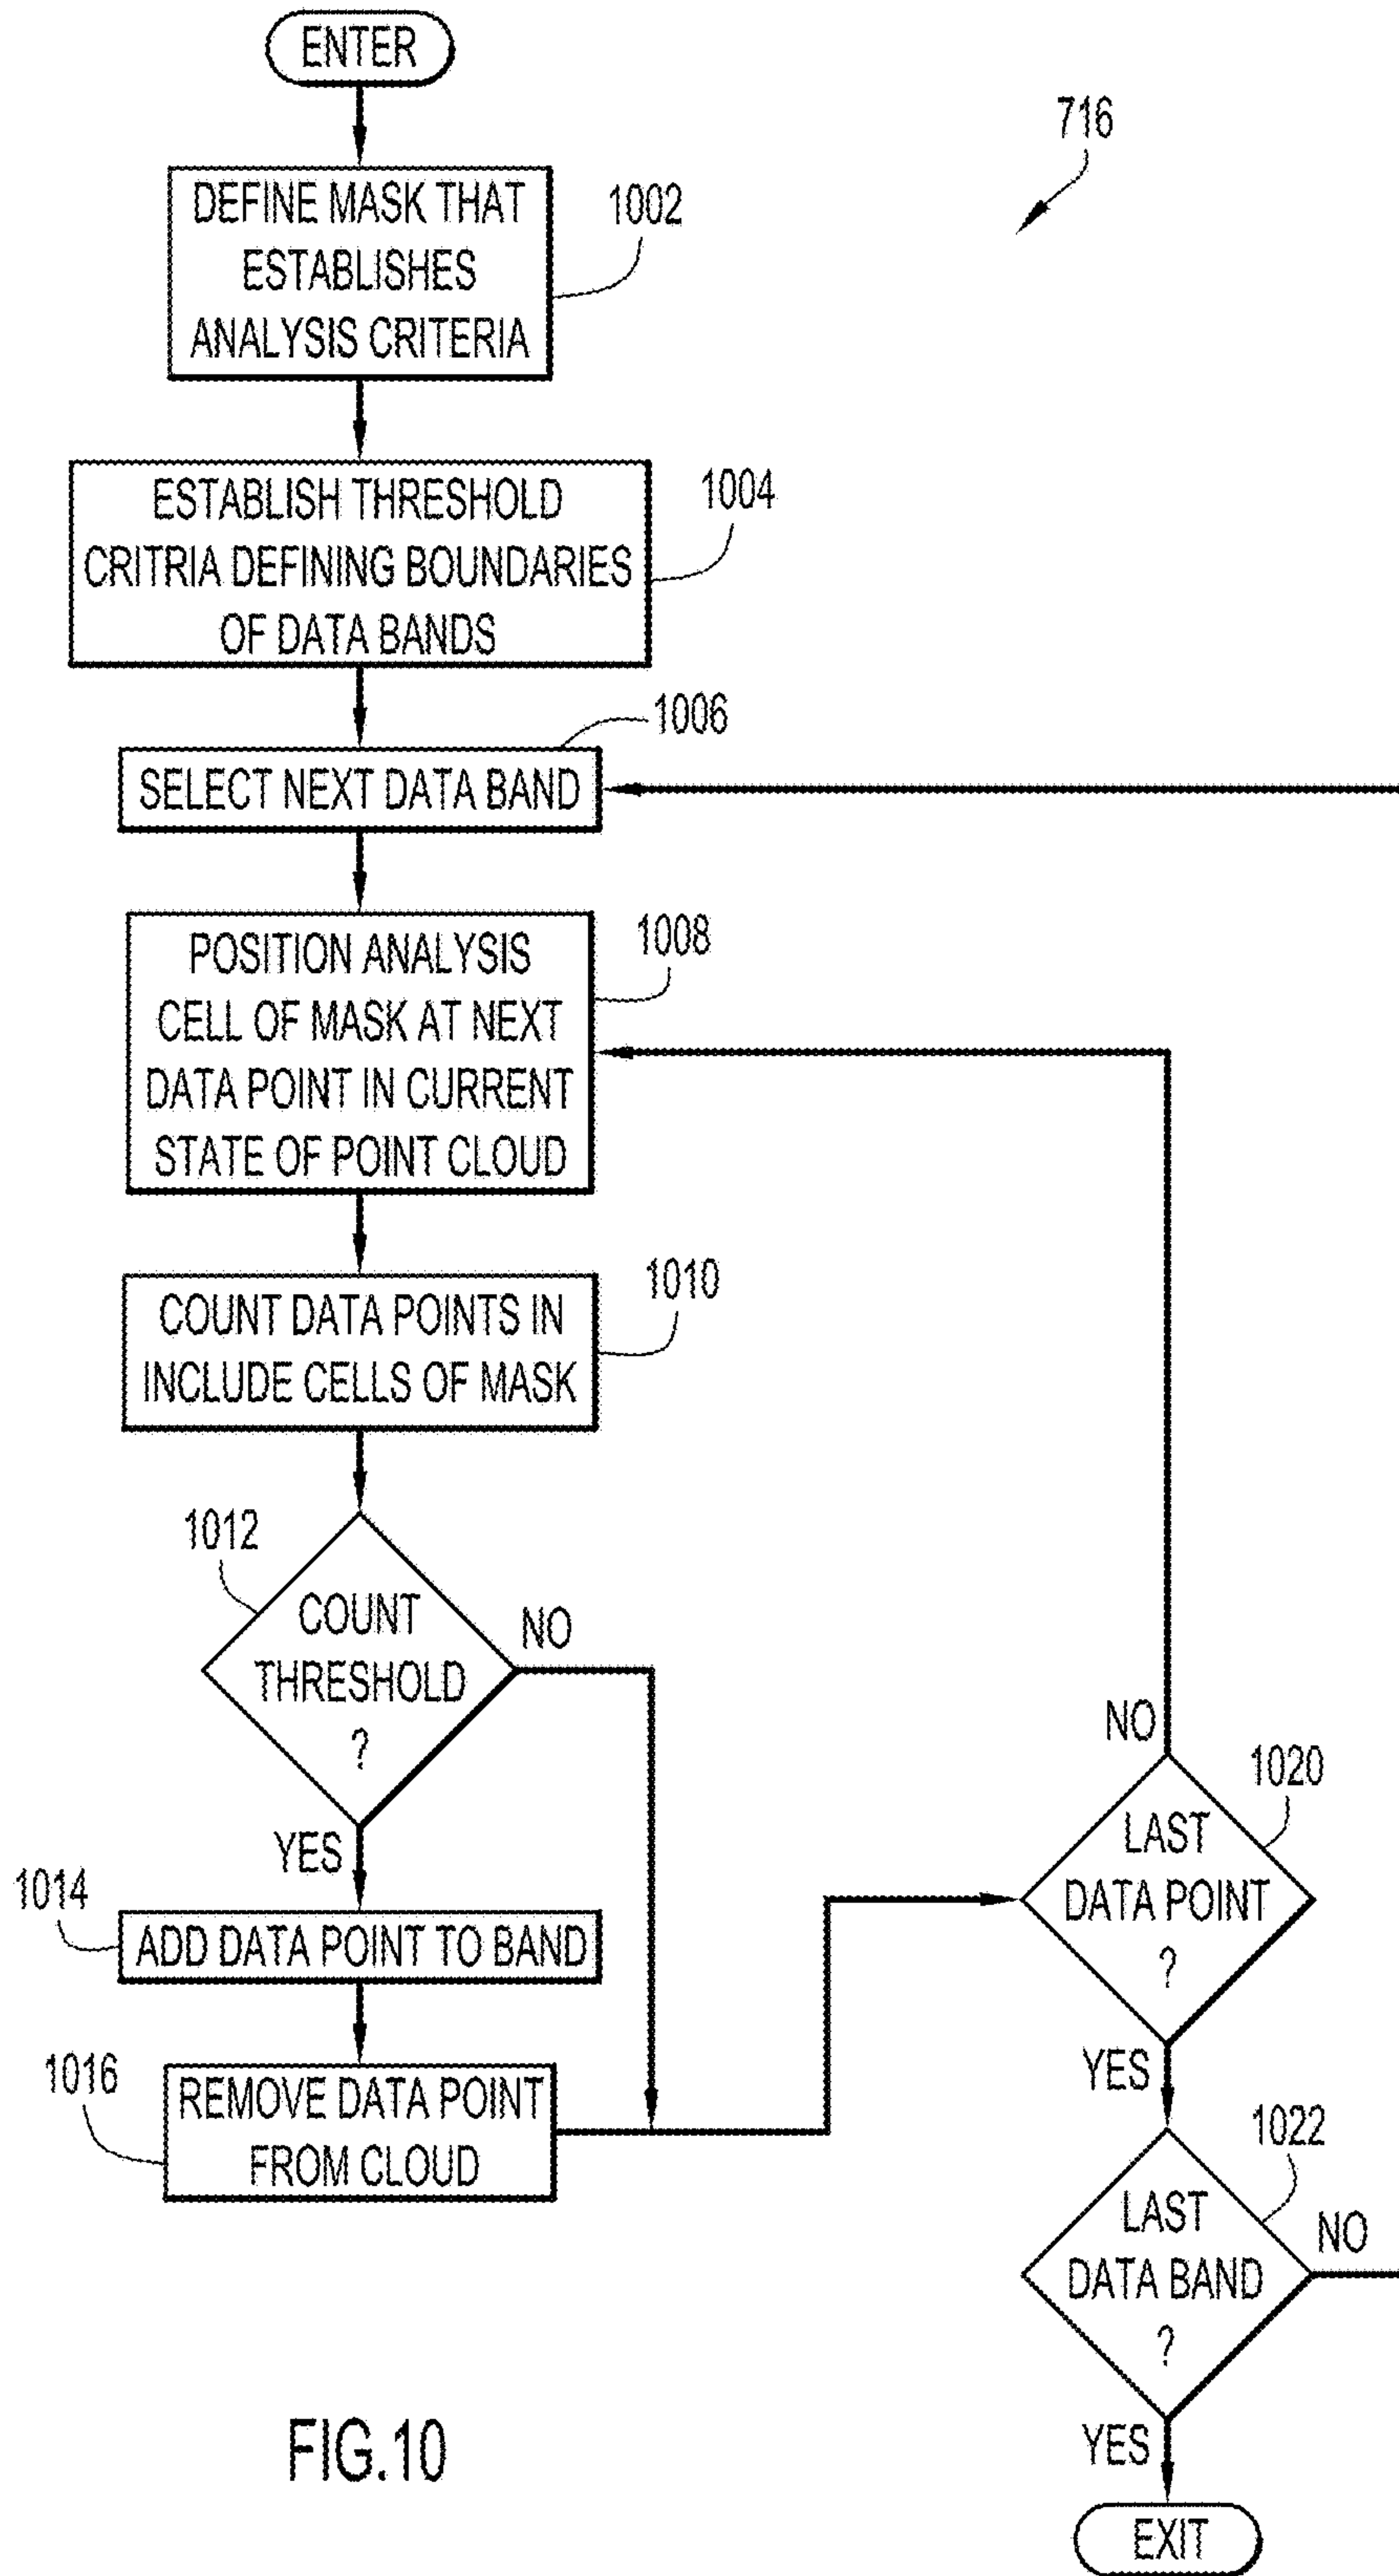 ENTER
716
DEFINE MASK THAT
ESTABLISHES
ANALYSIS CRITERIA
1002
ESTABLISH THRESHOLD
CRITRIA DEFINING BOUNDARIES
OF DATA BANDS
1004
1006
SELECT NEXT DATA BAND
POSITION ANALYSIS
CELL OF MASK AT NEXT
DATA POINT IN CURRENT
STATE OF POINT CLOUD
1008
COUNT DATA POINTS IN
INCLUDE CELLS OF MASK
1010
1012
COUNT
THRESHOLD
?
NO
YES
1014
ADD DATA POINT TO BAND
1016
REMOVE DATA POINT
FROM CLOUD
NO
1020
LAST
DATA POINT
?
YES
1022
LAST
DATA BAND
?
NO
YES
EXIT
FIG.10